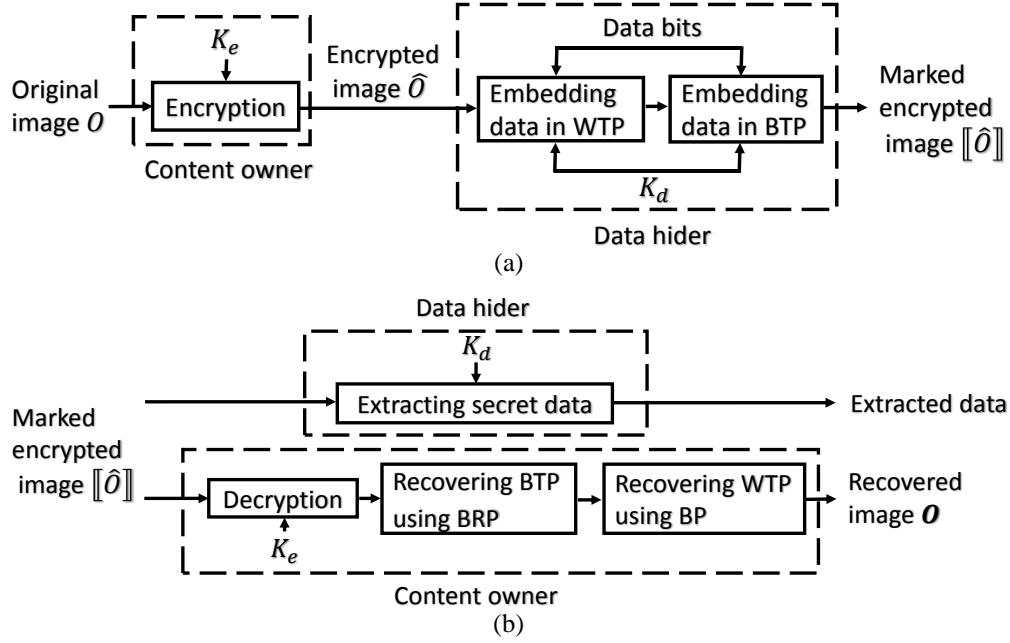 Original
image O
K_e
Encryption
Content owner
Encrypted
image Ô
Data bits
Embedding
data in WTP
Embedding
data in BTP
K_d
Data hider
Marked
encrypted
image ⟦Ô⟧
(a)
Data hider
K_d
Extracting secret data
Extracted data
Marked
encrypted
image ⟦Ô⟧
Decryption
K_e
Recovering BTP
using BRP
Recovering WTP
using BP
Recovered
image O
Content owner
(b)